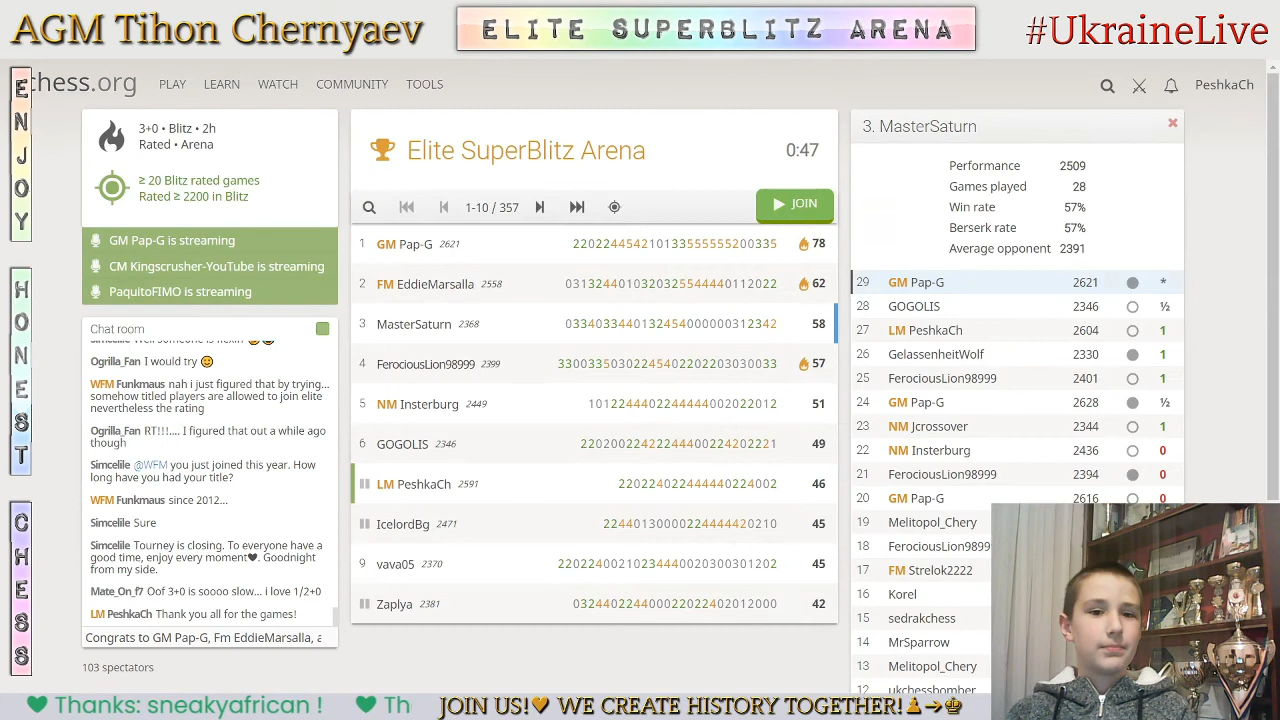 AGM Tihon Chernyaev
ELITE SUPERBLITZ ARENA
#UkraineLive
ENJOY
HONEST
CHESS
chess.org
PLAY LEARN WATCH COMMUNITY TOOLS
PeshkaCh
3+0 • Blitz • 2h
Rated • Arena
≥ 20 Blitz rated games
Rated ≥ 2200 in Blitz
GM Pap-G is streaming
CM Kingscrusher-YouTube is streaming
PaquitoFIMO is streaming
Chat room
Ogrilla_Fan I would try
WFM Funkmaus nah i just figured that by trying...
somehow titled players are allowed to join elite
nevertheless the rating
Ogrilla_Fan RT!!!.... I figured that out a while ago
though
Simcelile @WFM you just joined this year. How
long have you had your title?
WFM Funkmaus since 2012...
Simcelile Sure
Simcelile Tourney is closing. To everyone have a
good time, enjoy every moment🖤. Goodnight
from my side.
Mate_On_f7 Oof 3+0 is soooo slow... i love 1/2+0
LM PeshkaCh Thank you all for the games!
Congrats to GM Pap-G, Fm EddieMarsalla, a
103 spectators
Elite SuperBlitz Arena 0:47
1-10 / 357
JOIN
1 GM Pap-G 2621 2202244542101335555555200335 78
2 FM EddieMarsalla 2558 0313244010320325544440112022 62
3 MasterSaturn 2368 0334033440132454000000312342 58
4 FerociousLion98999 2399 33003350302245402202203030033 57
5 NM Insterburg 2449 1012244402244444002022012 51
6 GOGOLIS 2346 22020022422244400224202221 49
LM PeshkaCh 2591 220224022444440224002 46
IcelordBg 2471 22440130000224444420210 45
9 vava05 2370 2202240021023444002030030​1202 45
Zaplya 2381 032440224400022022402012000 42
3. MasterSaturn
Performance 2509
Games played 28
Win rate 57%
Berserk rate 57%
Average opponent 2391
29 GM Pap-G 2621 *
28 GOGOLIS 2346 ½
27 LM PeshkaCh 2604 1
26 GelassenheitWolf 2330 1
25 FerociousLion98999 2401 1
24 GM Pap-G 2628 ½
23 NM Jcrossover 2344 1
22 NM Insterburg 2436 0
21 FerociousLion98999 2394 0
20 GM Pap-G 2616 0
19 Melitopol_Chery
18 FerociousLion9899
17 FM Strelok2222
16 Korel
15 sedrakchess
14 MrSparrow
13 Melitopol_Chery
12 ukchessbomber
Thanks: sneakyafrican !
Th
JOIN US!🧡 WE CREATE HISTORY TOGETHER!♟→♚